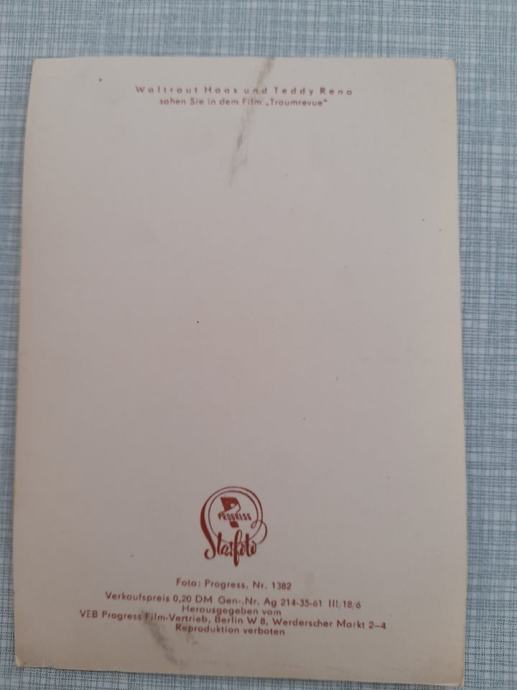 Waltraut Haas und Teddy Reno
sahen Sie in dem Film „Traumrevue"
PROGRESS
Starfoto
Foto: Progress, Nr. 1382
Verkaufspreis 0,20 DM Gen.-Nr. Ag 214-35-61 III/18/6
Herausgegeben vom
VEB Progress Film-Vertrieb, Berlin W 8, Werderscher Markt 2–4
Reproduktion verboten